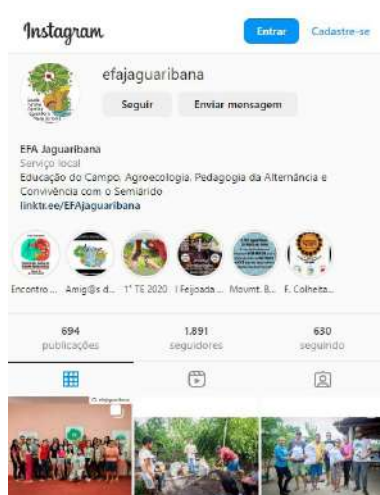 Instagram
Entrar
Cadastre-se
efajaguaribana
Seguir
Enviar mensagem
EFA Jaguaribana
Serviço local
Educação do Campo, Agroecologia, Pedagogia da Alternância e
Convivência com o Semiárido
linktr.ee/EFAjaguaribana
Encontro ... Amig@s d... 1° TE 2020 I Feijoada ... Movmt. B... F. Colheita...
694 1.891 630
publicações seguidores seguindo